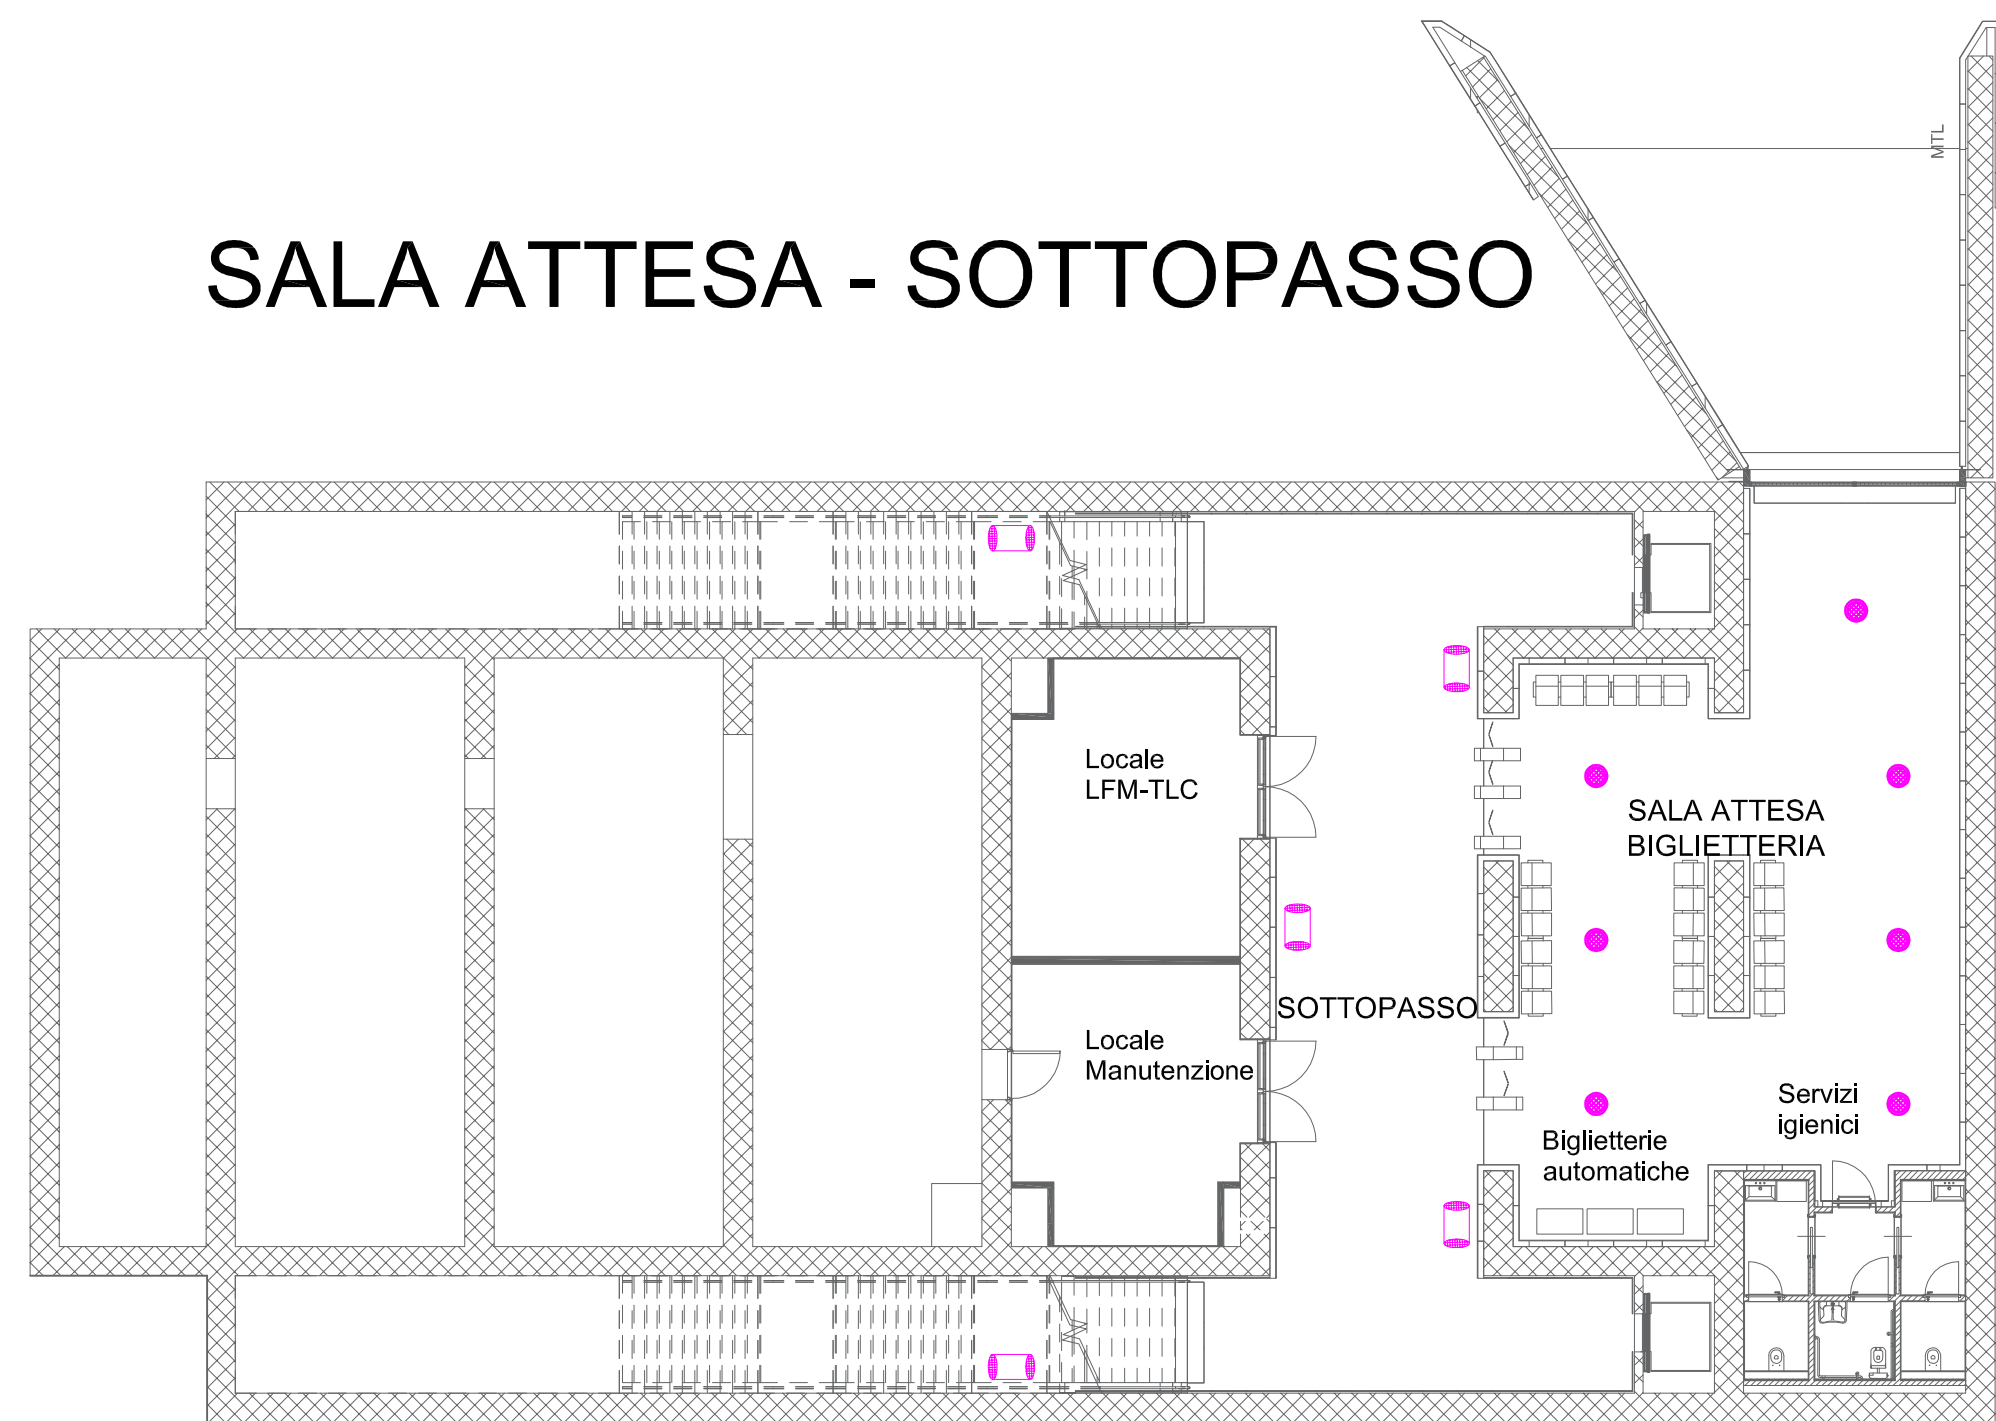 MTL
SALA ATTESA - SOTTOPASSO
Locale
LFM-TLC
SALA ATTESA
BIGLIETTERIA
SOTTOPASSO
Locale
Manutenzione
Servizi
igienici
Biglietterie
automatiche